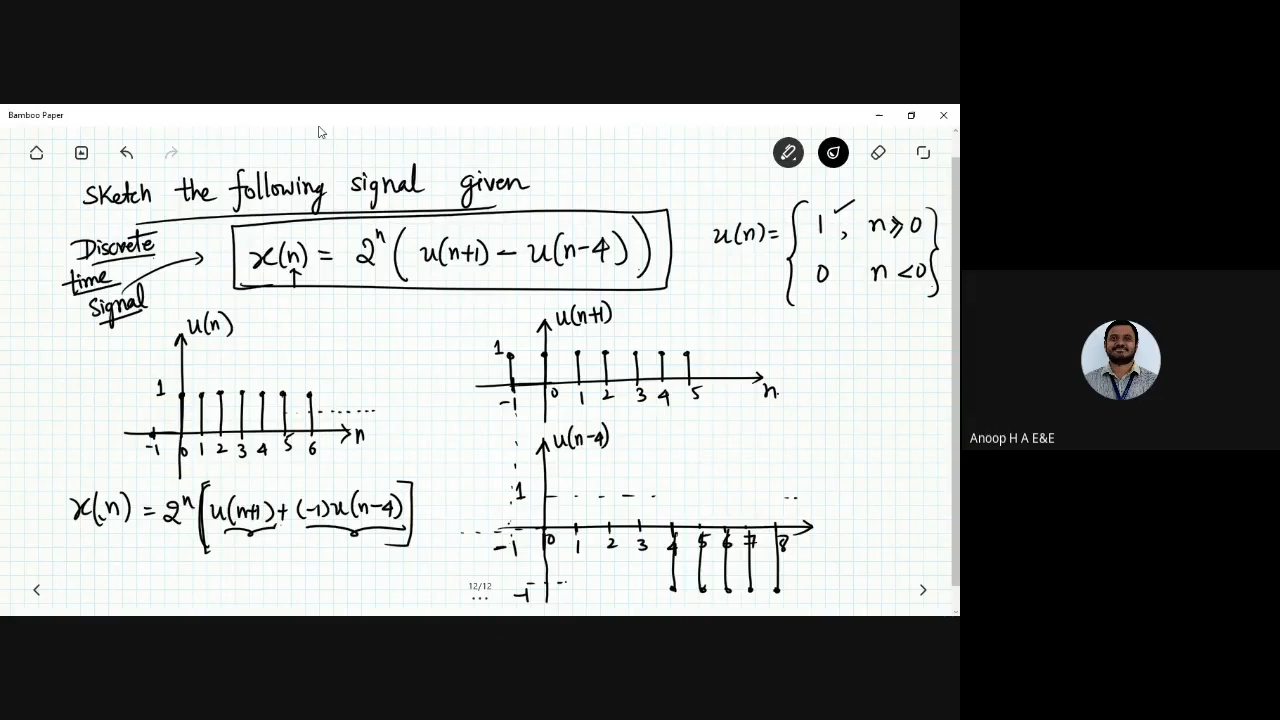 Bamboo Paper
Sketch the following signal given
Discrete
time
signal
x(n) = 2^n ( u(n+1) - u(n-4) )
u(n) = { 1, n ≥ 0
0 n < 0 }
u(n)
1
-1 0 1 2 3 4 5 6 n
u(n+1)
1
-1 0 1 2 3 4 5 n
x(n) = 2^n [ u(n+1) + (-1)u(n-4) ]
u(n-4)
1
-1 0 1 2 3 4 5 6 7 8
-1
12/12
Anoop H A E&E